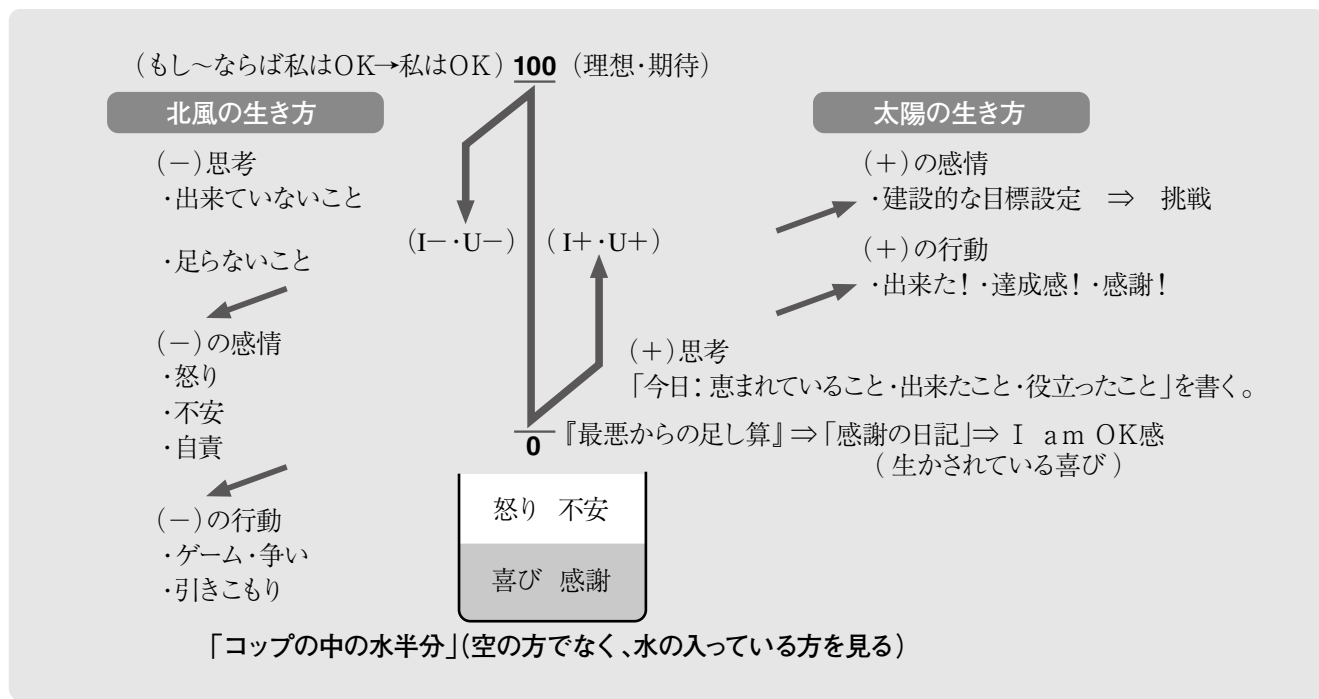 （もし～ならば私はOK→私はOK）100（理想・期待）
北風の生き方
（－）思考
・出来ていないこと
・足らないこと
（－）の感情
・怒り
・不安
・自責
（－）の行動
・ゲーム・争い
・引きこもり
（I－・U－）（I＋・U＋）
太陽の生き方
（＋）の感情
・建設的な目標設定　⇒　挑戦
（＋）の行動
・出来た！・達成感！・感謝！
（＋）思考
「今日：恵まれていること・出来たこと・役立ったこと」を書く。
0『最悪からの足し算』⇒「感謝の日記」⇒ I am OK感
（生かされている喜び）
怒り 不安
喜び 感謝
「コップの中の水半分」（空の方でなく、水の入っている方を見る）